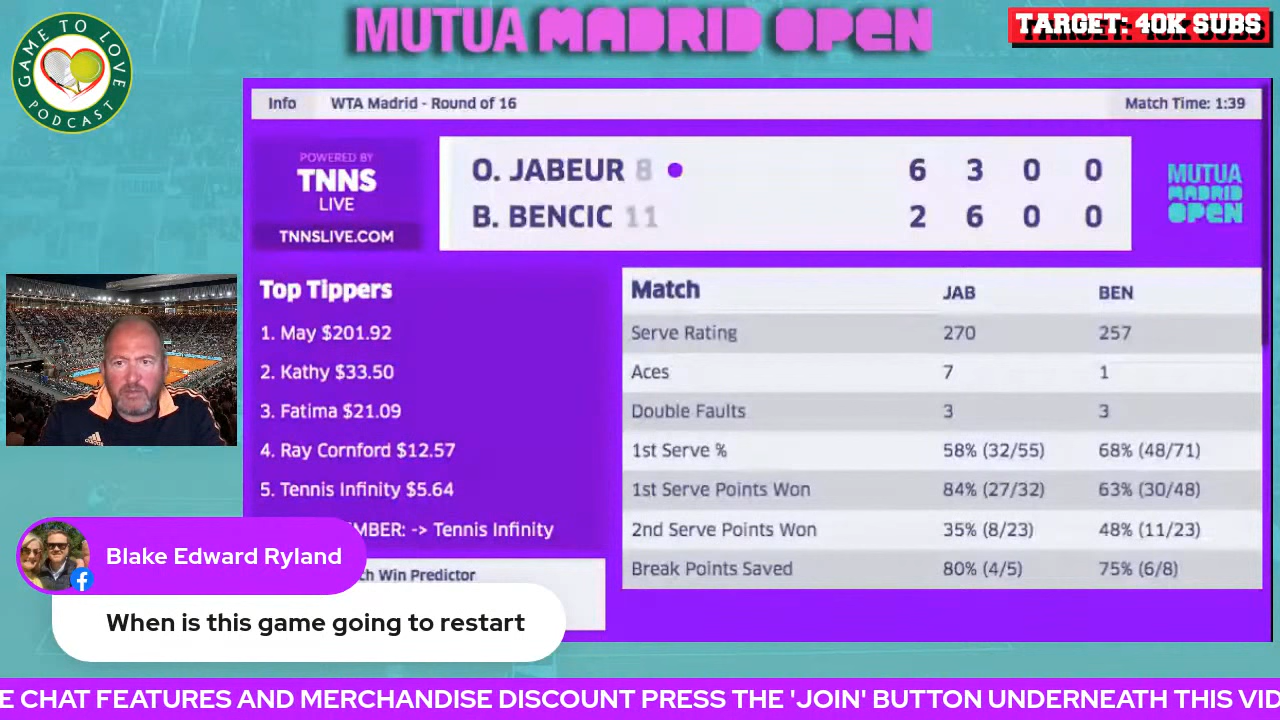 GAME TO LOVE
PODCAST
MUTUA MADRID OPEN
TARGET: 40K SUBS
Info WTA Madrid - Round of 16 Match Time: 1:39
POWERED BY
TNNS
LIVE
TNNSLIVE.COM
O. JABEUR 8 6 3 0 0
B. BENCIC 11 2 6 0 0
MUTUA
MADRID
OPEN
Top Tippers
1. May $201.92
2. Kathy $33.50
3. Fatima $21.09
4. Ray Cornford $12.57
5. Tennis Infinity $5.64
MBER: -> Tennis Infinity
ch Win Predictor
Match JAB BEN
Serve Rating 270 257
Aces 7 1
Double Faults 3 3
1st Serve % 58% (32/55) 68% (48/71)
1st Serve Points Won 84% (27/32) 63% (30/48)
2nd Serve Points Won 35% (8/23) 48% (11/23)
Break Points Saved 80% (4/5) 75% (6/8)
Blake Edward Ryland
When is this game going to restart
E CHAT FEATURES AND MERCHANDISE DISCOUNT PRESS THE 'JOIN' BUTTON UNDERNEATH THIS VID